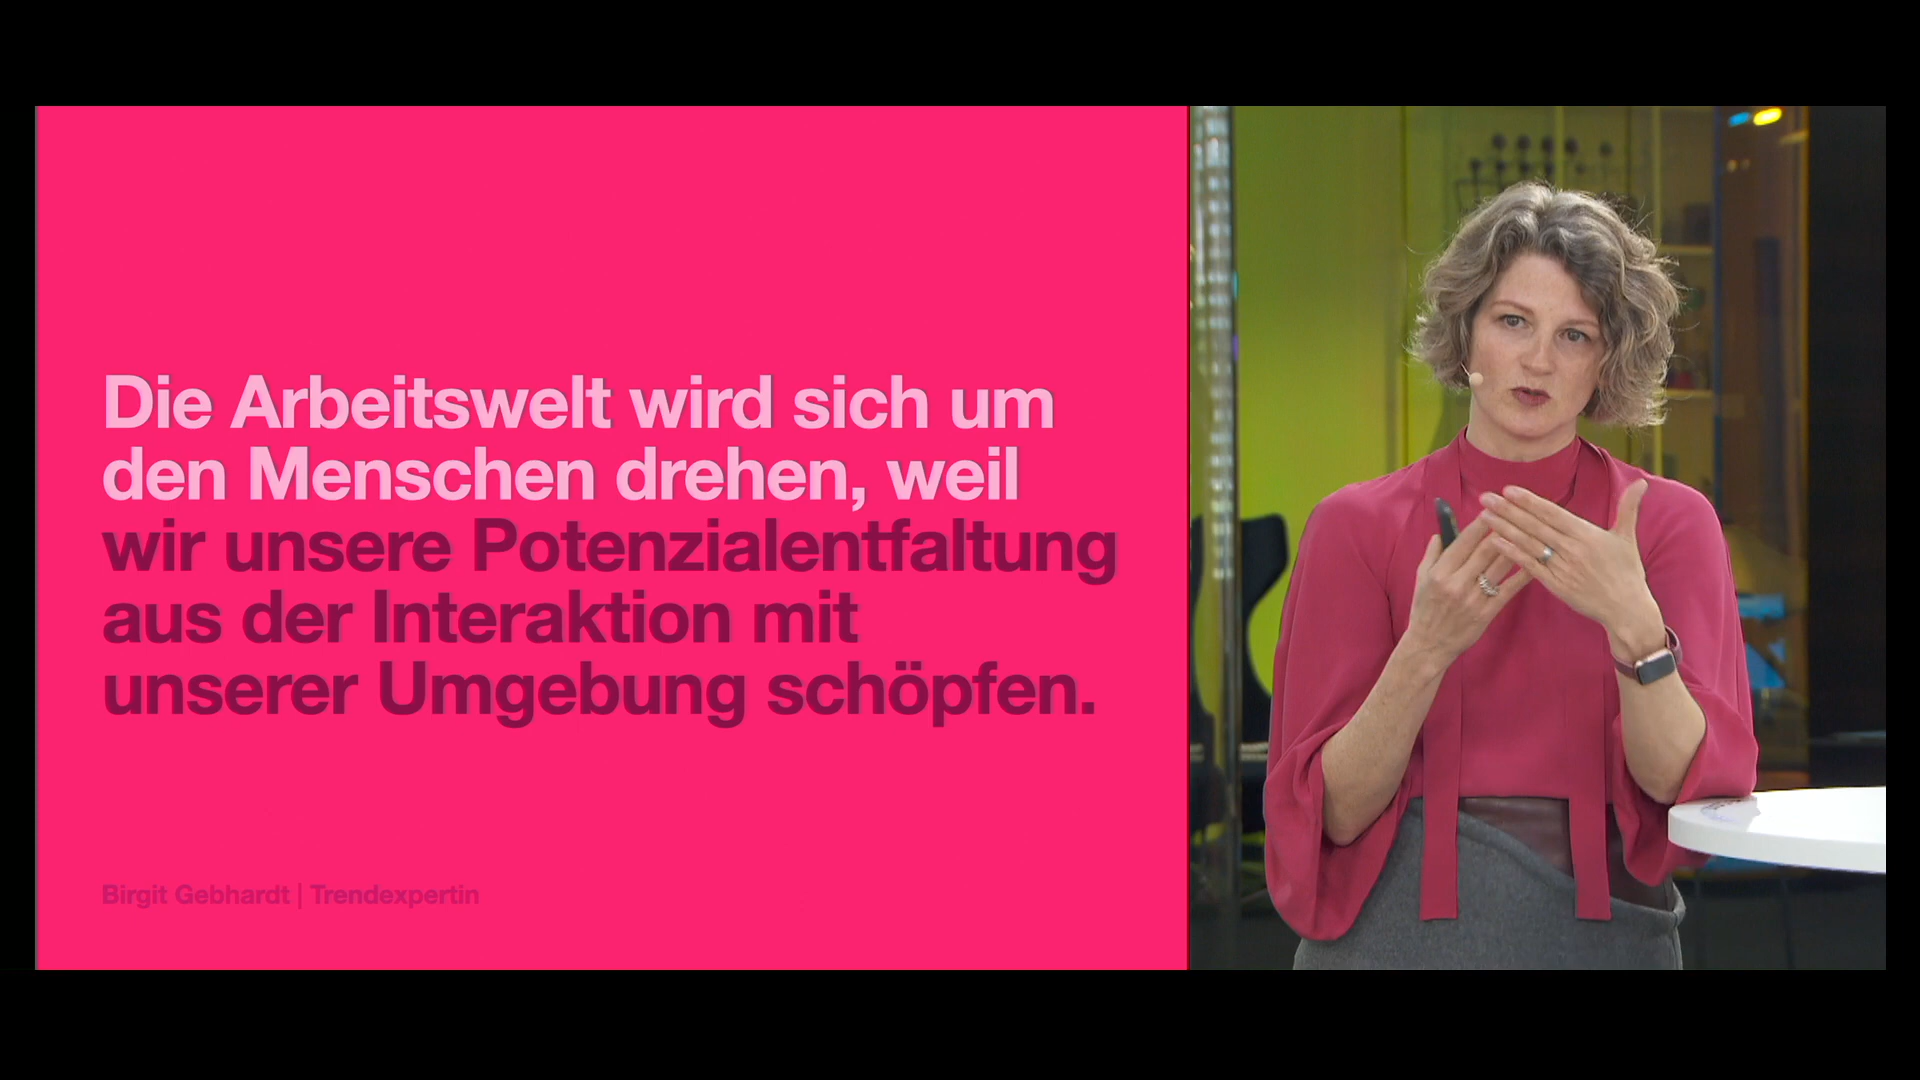 Die Arbeitswelt wird sich um
den Menschen drehen, weil
wir unsere Potenzialentfaltung
aus der Interaktion mit
unserer Umgebung schöpfen.
Birgit Gebhardt | Trendexpertin